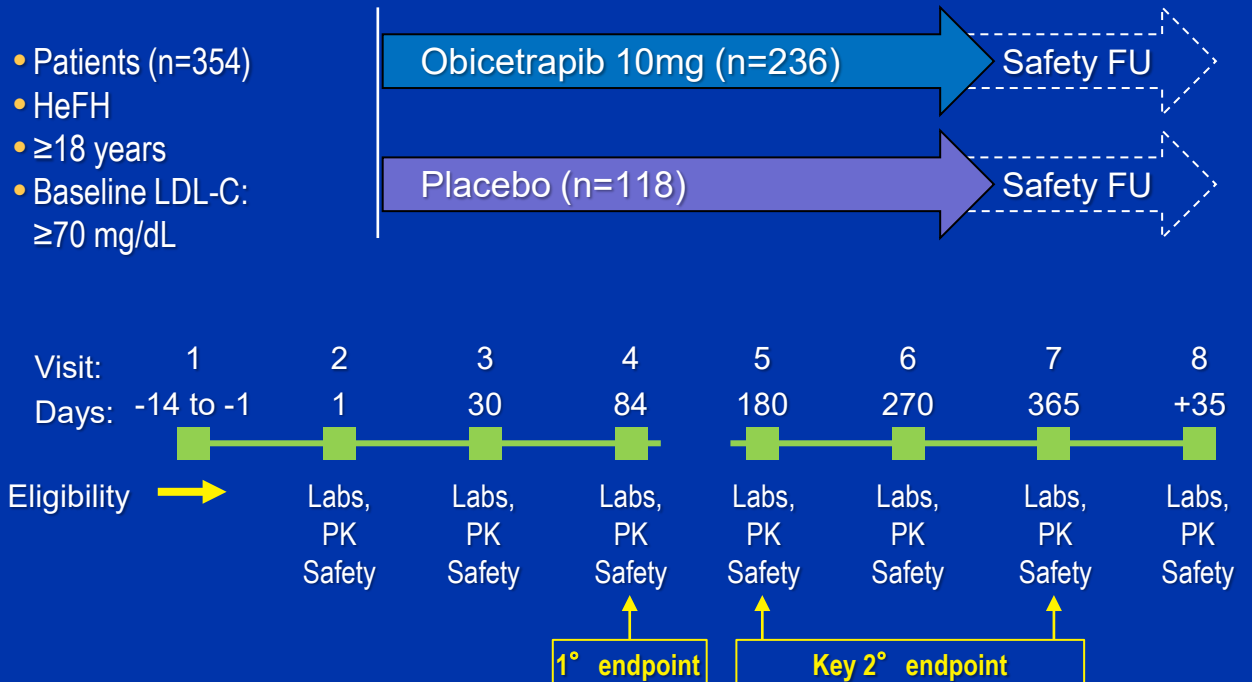 • Patients (n=354)
• HeFH
• ≥18 years
• Baseline LDL-C:
≥70 mg/dL
Obicetrapib 10mg (n=236)
Safety FU
Placebo (n=118)
Safety FU
Visit: 1 2 3 4 5 6 7 8
Days: -14 to -1 1 30 84 180 270 365 +35
Eligibility
Labs, Labs, Labs, Labs, Labs, Labs, Labs,
PK PK PK PK PK PK PK
Safety Safety Safety Safety Safety Safety Safety
1° endpoint
Key 2° endpoint